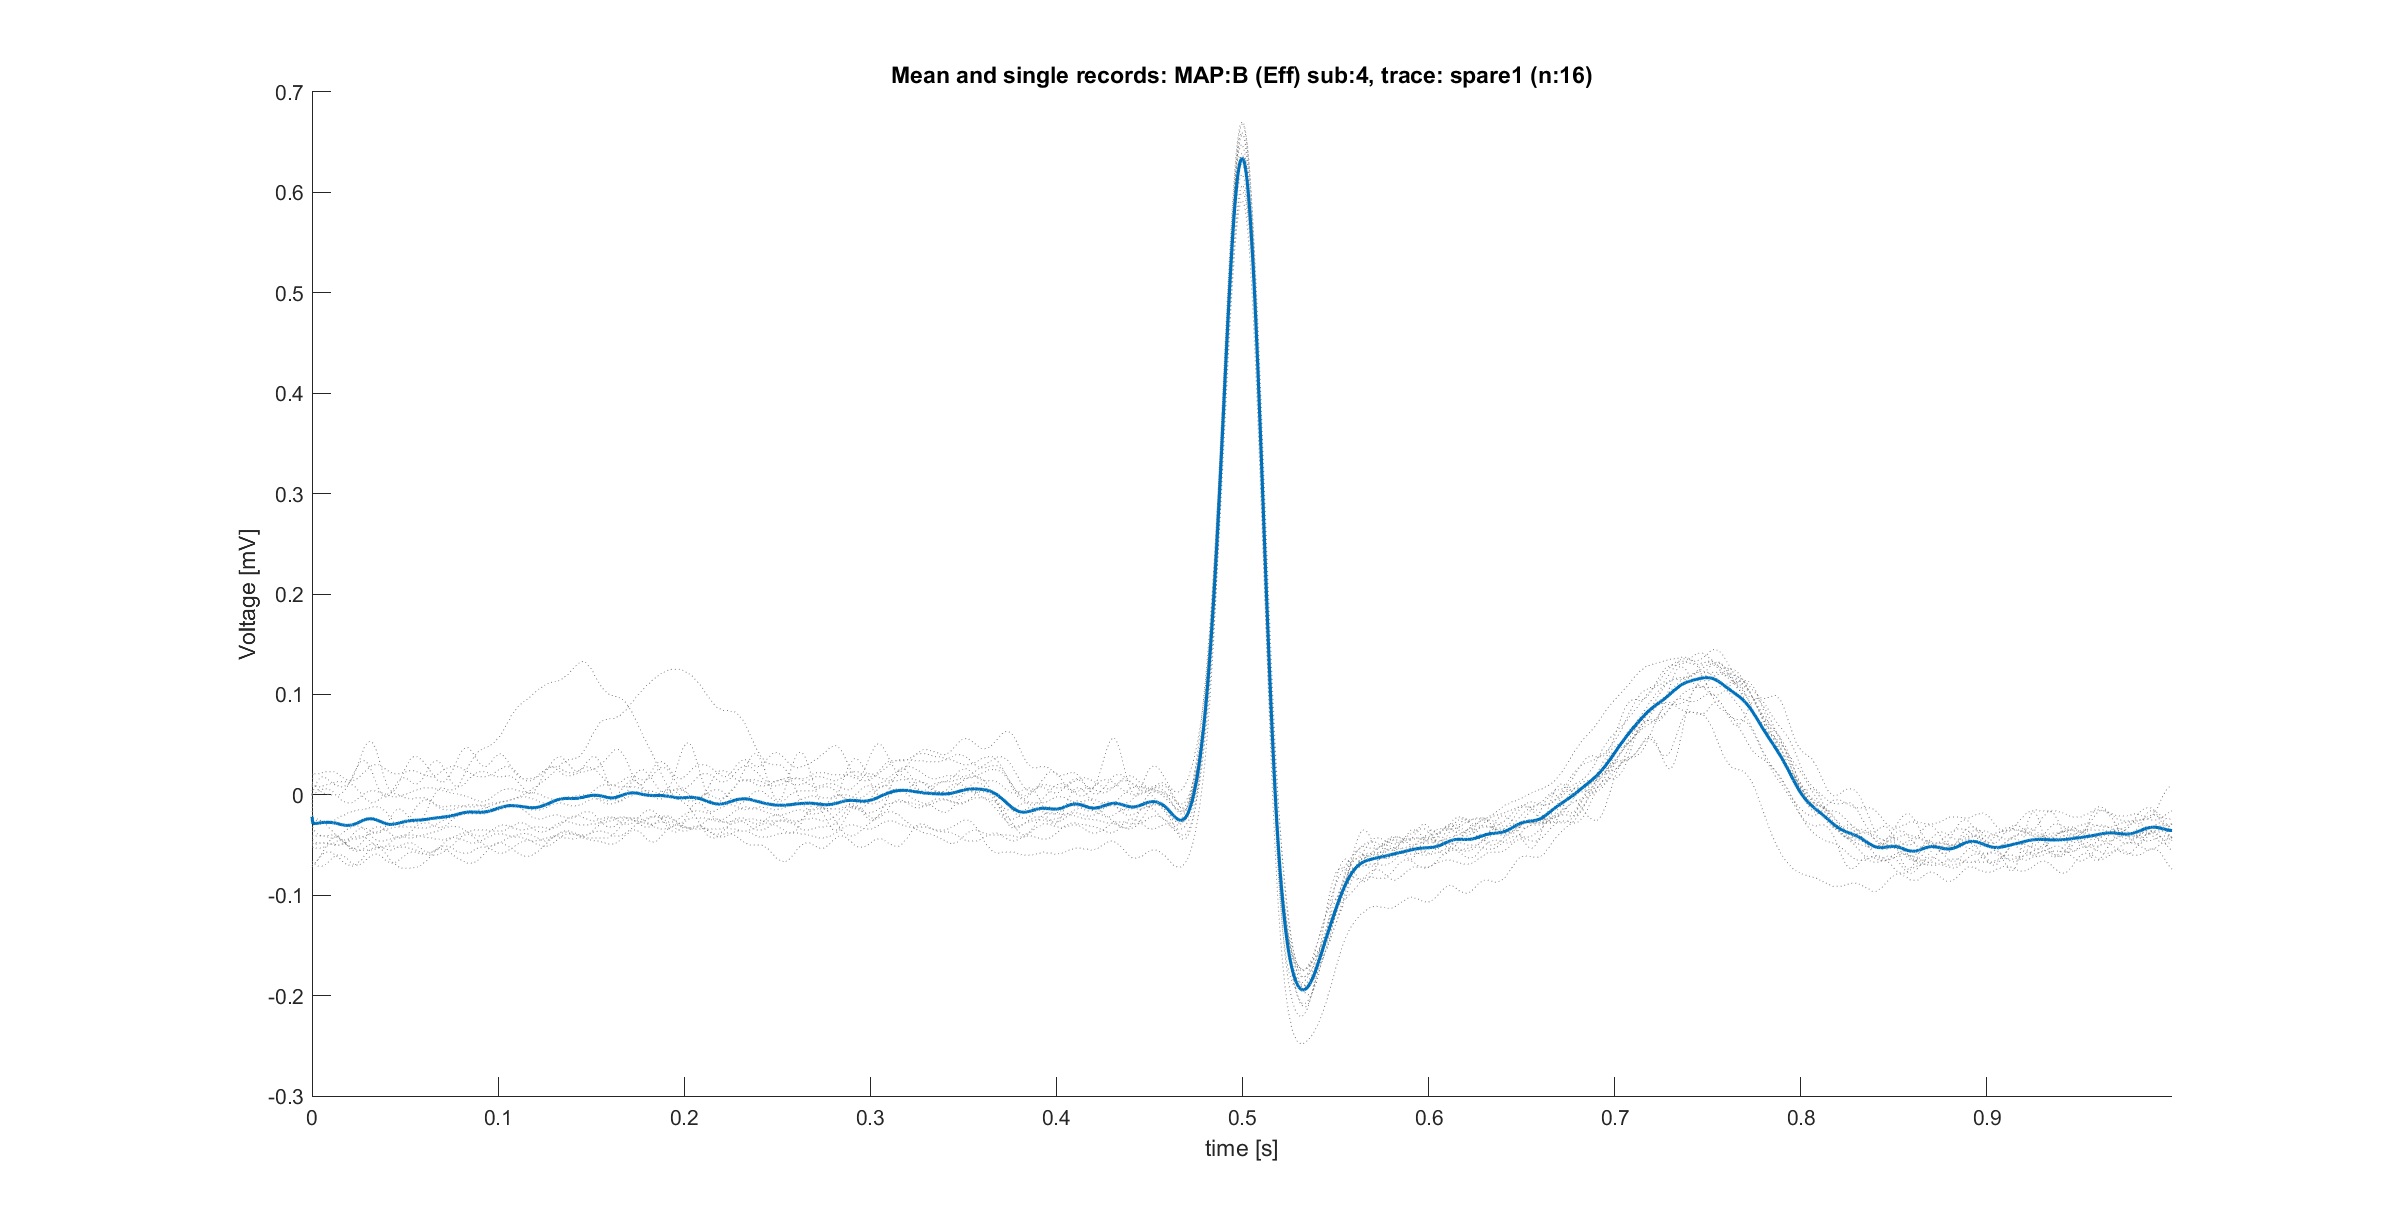 Mean and single records: MAP:B (Eff) sub:4, trace: spare1 (n:16)
0.7
0.6
0.5
0.4
0.3
0.2
0.1
0
-0.1
-0.2
-0.3
Voltage [mV]
0 0.1 0.2 0.3 0.4 0.5 0.6 0.7 0.8 0.9
time [s]